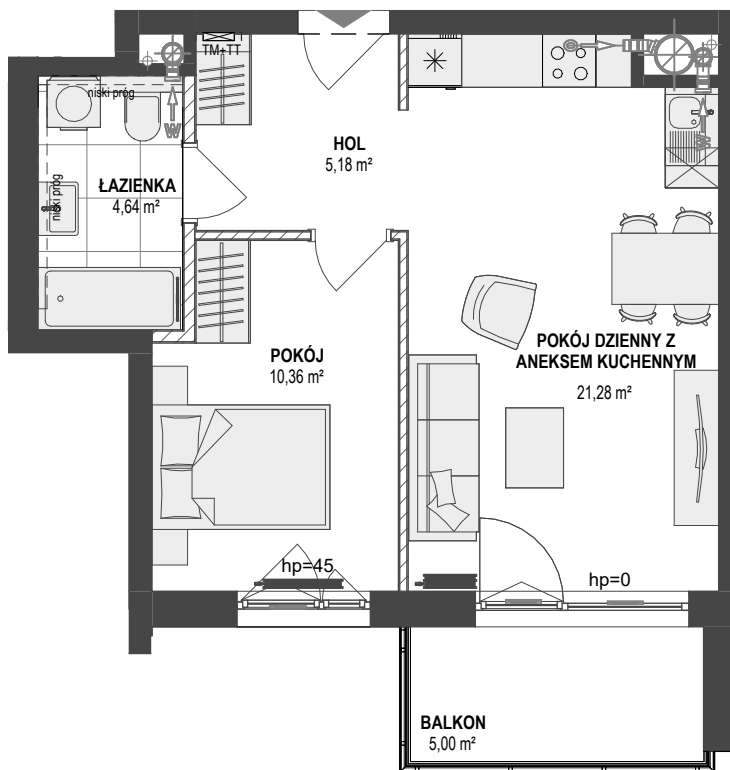 TM+TT
niski próg
W
W
HOL
5,18 m²
ŁAZIENKA
4,64 m²
niski próg
POKÓJ
10,36 m²
POKÓJ DZIENNY Z
ANEKSEM KUCHENNYM
21,28 m²
hp=45
hp=0
BALKON
5,00 m²